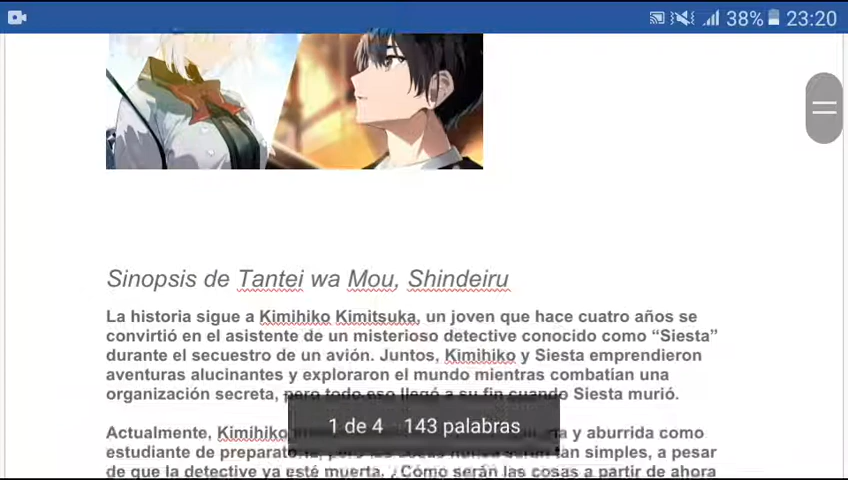 38% 23:20
Sinopsis de Tantei wa Mou, Shindeiru
La historia sigue a Kimihiko Kimitsuka, un joven que hace cuatro años se
convirtió en el asistente de un misterioso detective conocido como “Siesta”
durante el secuestro de un avión. Juntos, Kimihiko y Siesta emprendieron
aventuras alucinantes y exploraron el mundo mientras combatían una
organización secreta, pero todo eso llegó a su fin cuando Siesta murió.
1 de 4 143 palabras
Actualmente, Kimihiko y aburrida como
estudiante de tan simples, a pesar
de que la detective ya esté muerta. ¿Cómo serán las cosas a partir de ahora